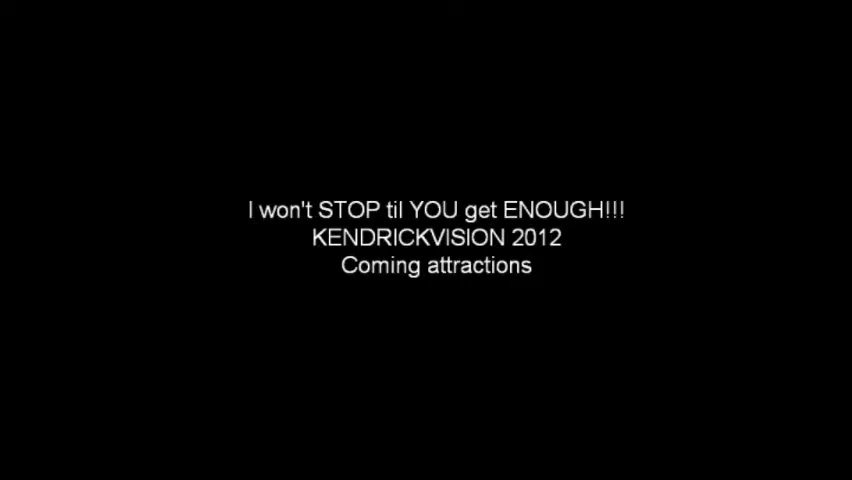 I won't STOP til YOU get ENOUGH!!!
KENDRICKVISION 2012
Coming attractions